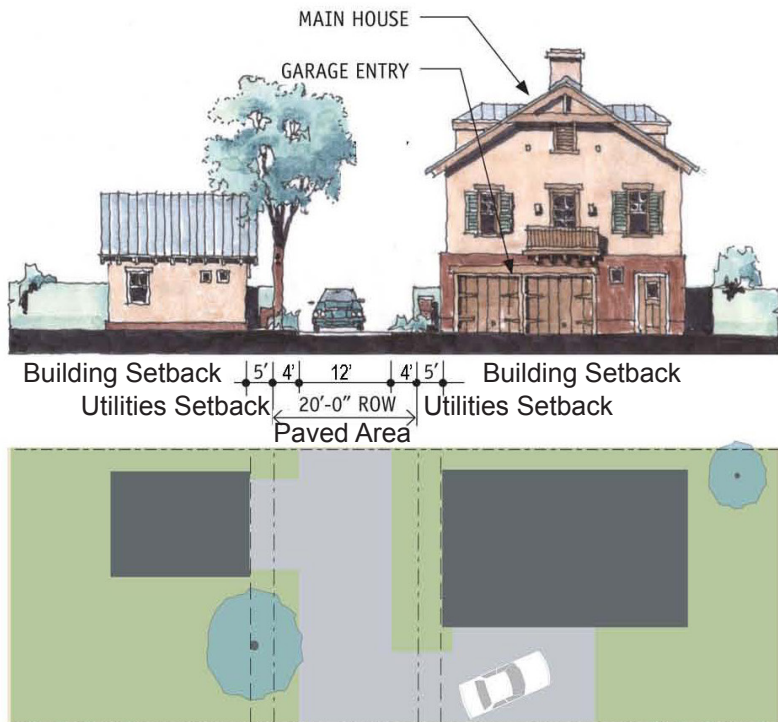 MAIN HOUSE
GARAGE ENTRY
Building Setback 5' 4' 12' 4' 5' Building Setback
Utilities Setback 20'-0" ROW Utilities Setback
Paved Area